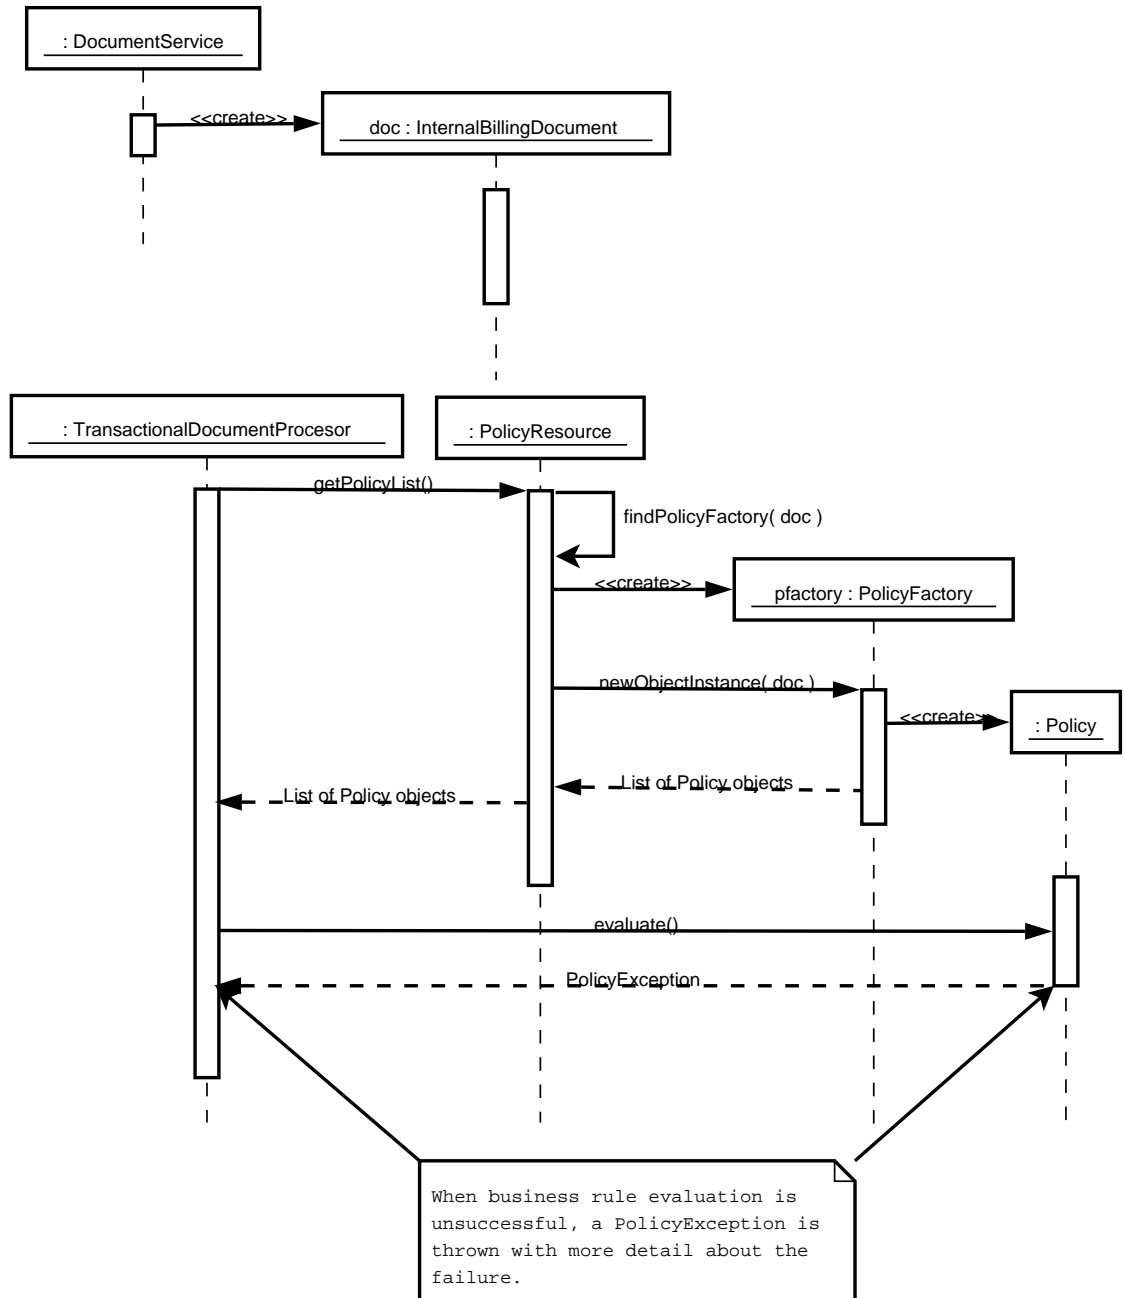 : DocumentService
<<create>>
doc : InternalBillingDocument
: TransactionalDocumentProcesor
: PolicyResource
getPolicyList()
findPolicyFactory( doc )
<<create>>
pfactory : PolicyFactory
newObjectInstance( doc )
<<create>>
: Policy
List of Policy objects
List of Policy objects
evaluate()
PolicyException
When business rule evaluation is
unsuccessful, a PolicyException is
thrown with more detail about the
failure.